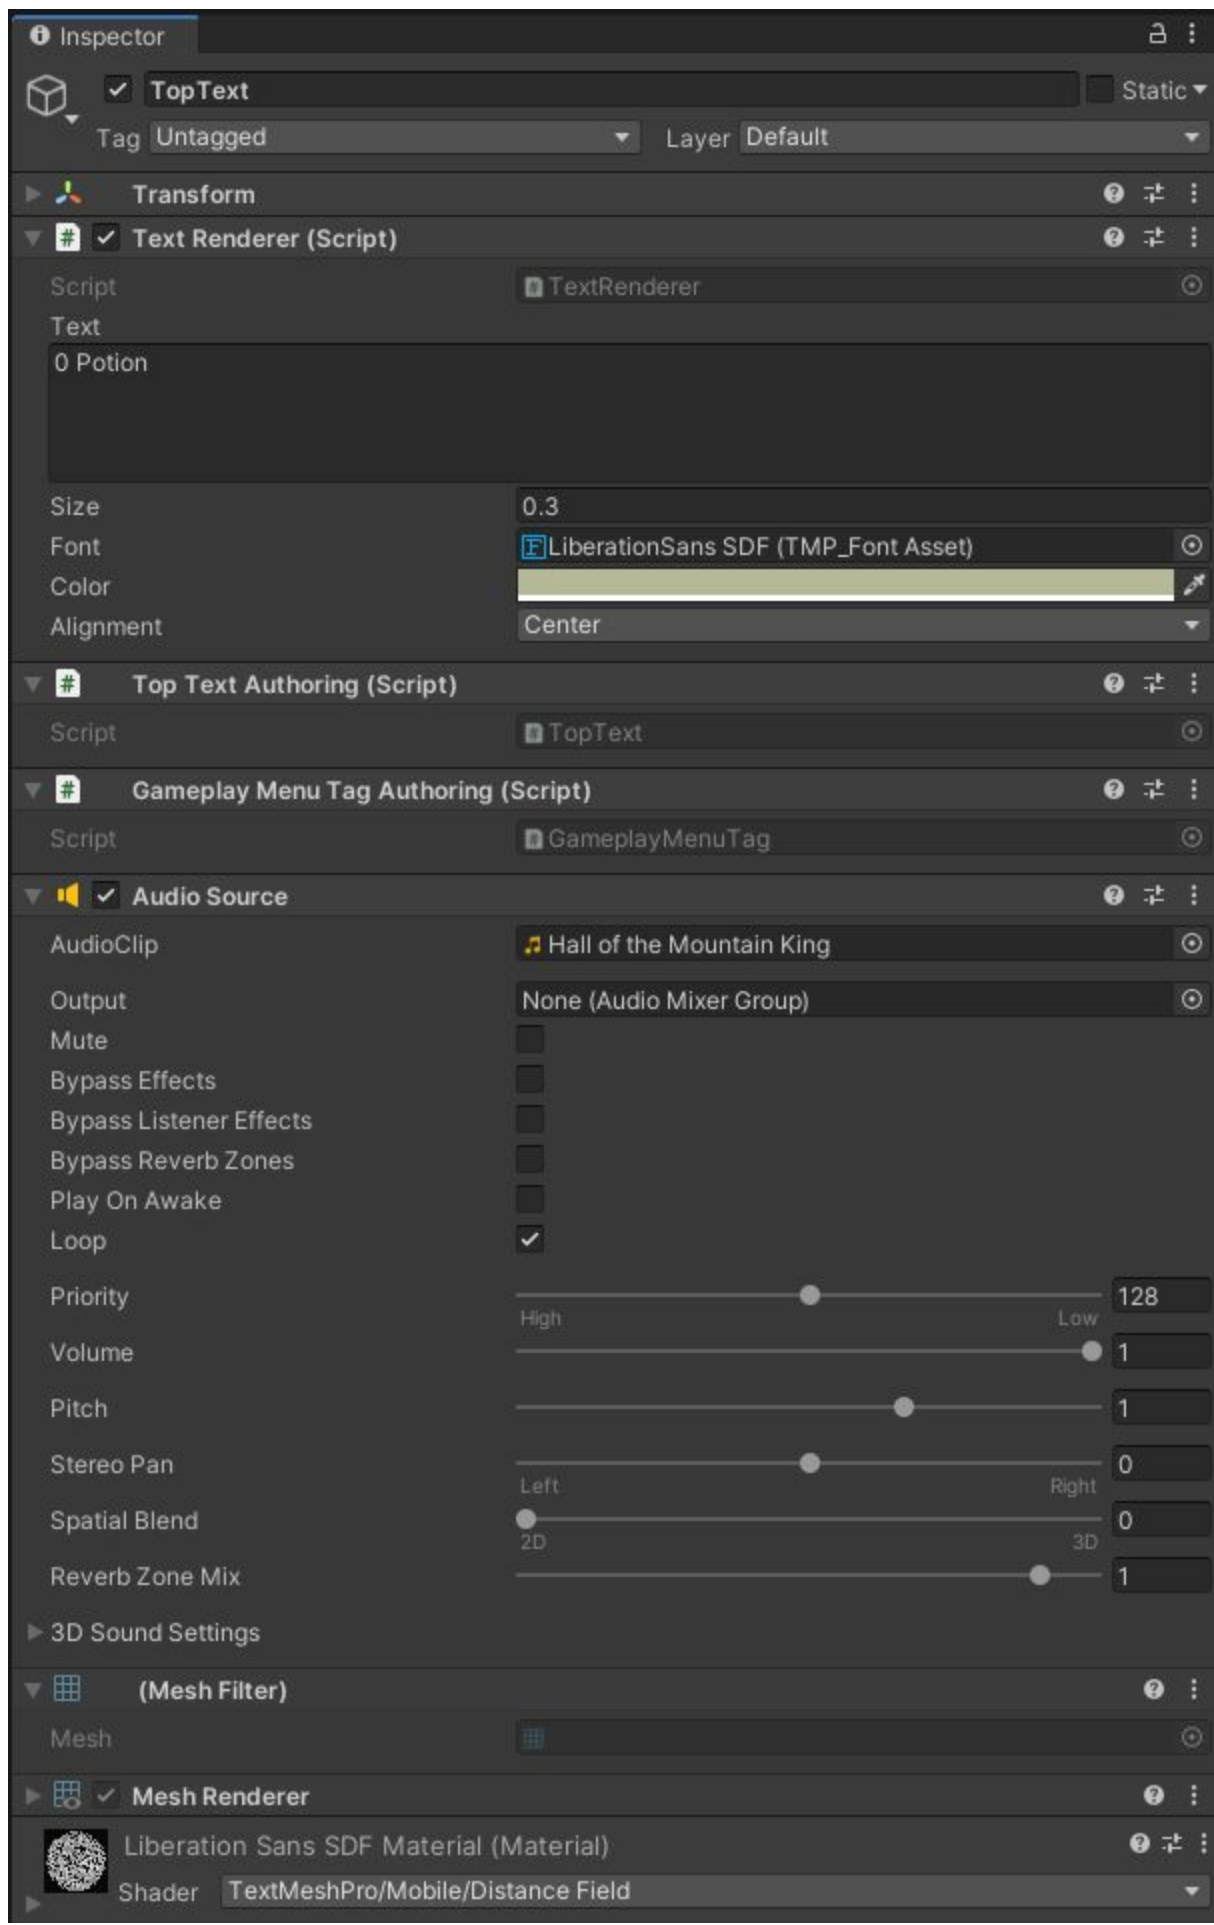 Inspector
TopText
Static
Tag Untagged Layer Default
Transform
Text Renderer (Script)
Script TextRenderer
Text
0 Potion
Size 0.3
Font LiberationSans SDF (TMP_Font Asset)
Color
Alignment Center
Top Text Authoring (Script)
Script TopText
Gameplay Menu Tag Authoring (Script)
Script GameplayMenuTag
Audio Source
AudioClip Hall of the Mountain King
Output None (Audio Mixer Group)
Mute
Bypass Effects
Bypass Listener Effects
Bypass Reverb Zones
Play On Awake
Loop
Priority 128
High Low
Volume 1
Pitch 1
Stereo Pan 0
Left Right
Spatial Blend 0
2D 3D
Reverb Zone Mix 1
3D Sound Settings
(Mesh Filter)
Mesh
Mesh Renderer
Liberation Sans SDF Material (Material)
Shader TextMeshPro/Mobile/Distance Field